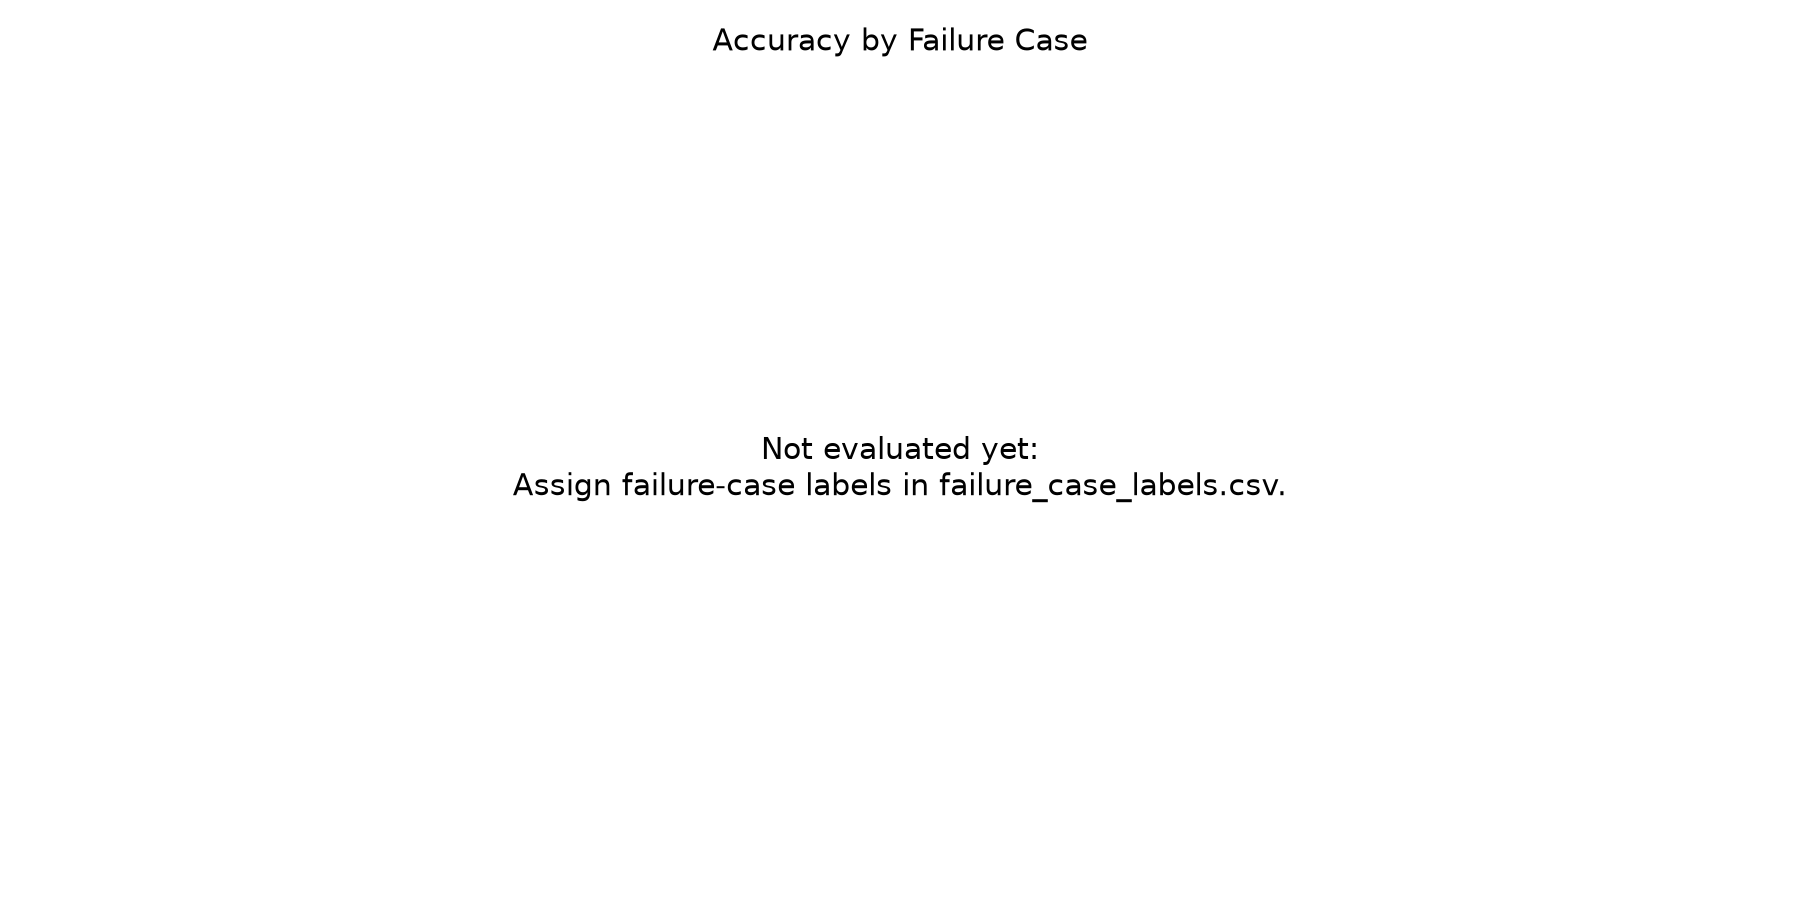 Accuracy by Failure Case
Not evaluated yet:
Assign failure-case labels in failure_case_labels.csv.